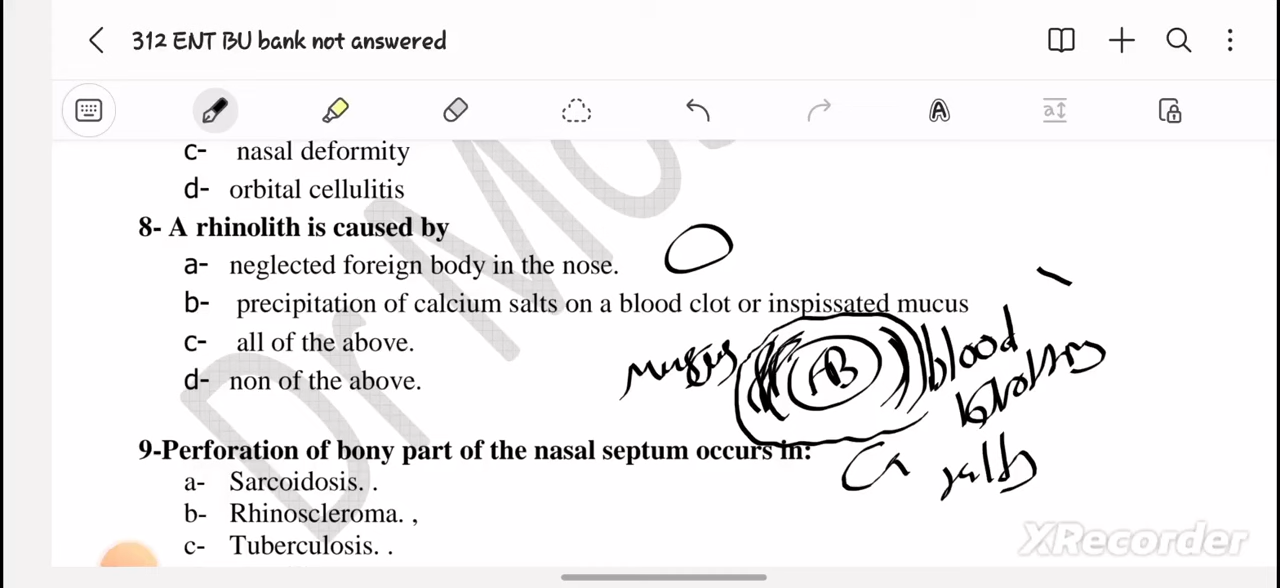 312 ENT BU bank not answered
c- nasal deformity
d- orbital cellulitis
8- A rhinolith is caused by
a- neglected foreign body in the nose.
b- precipitation of calcium salts on a blood clot or inspissated mucus
c- all of the above.
d- non of the above.
mucus
FB
blood
Ca salts
9-Perforation of bony part of the nasal septum occurs in:
a- Sarcoidosis. .
b- Rhinoscleroma. ,
c- Tuberculosis. .
XRecorder